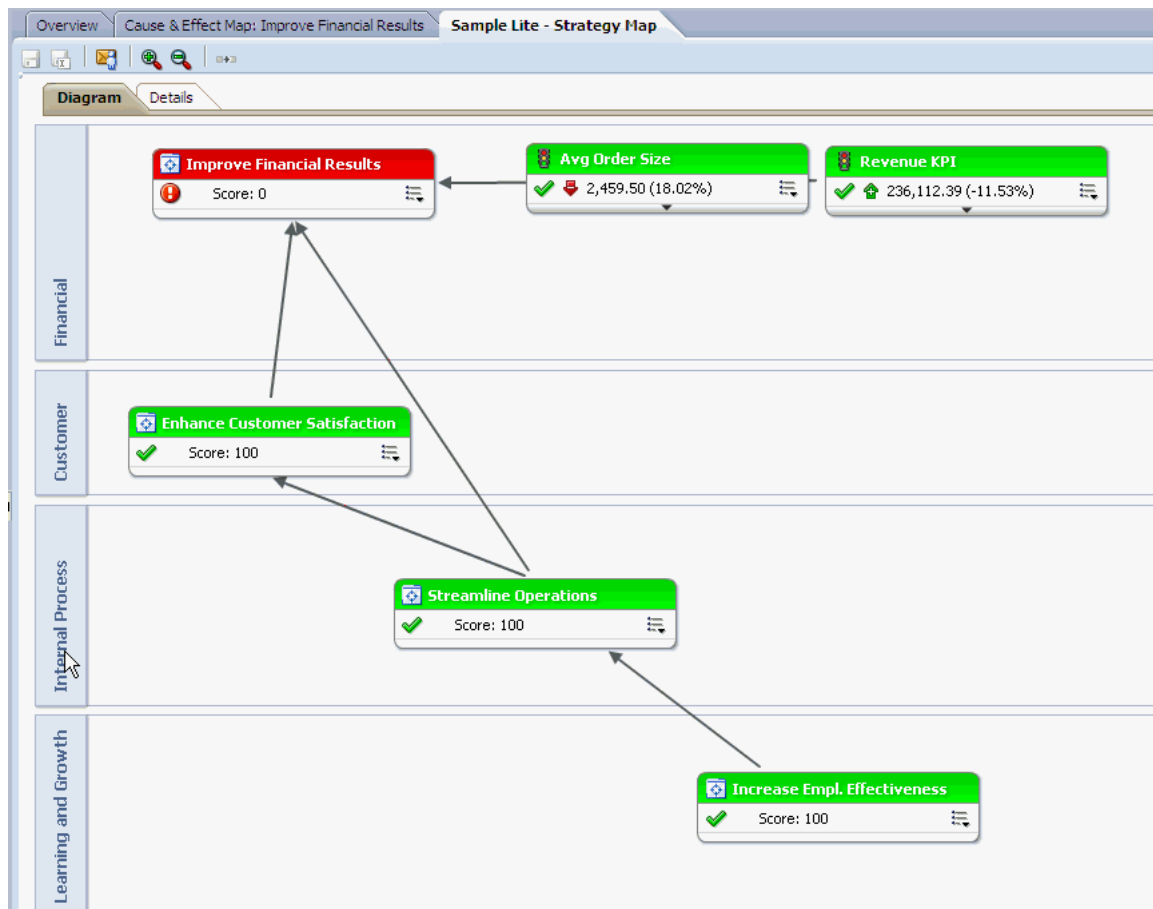 Overview
Cause & Effect Map: Improve Financial Results
Sample Lite - Strategy Map
Diagram
Details
Financial
Improve Financial Results
Score: 0
Avg Order Size
2,459.50 (18.02%)
Revenue KPI
236,112.39 (-11.53%)
Customer
Enhance Customer Satisfaction
Score: 100
Internal Process
Streamline Operations
Score: 100
Learning and Growth
Increase Empl. Effectiveness
Score: 100